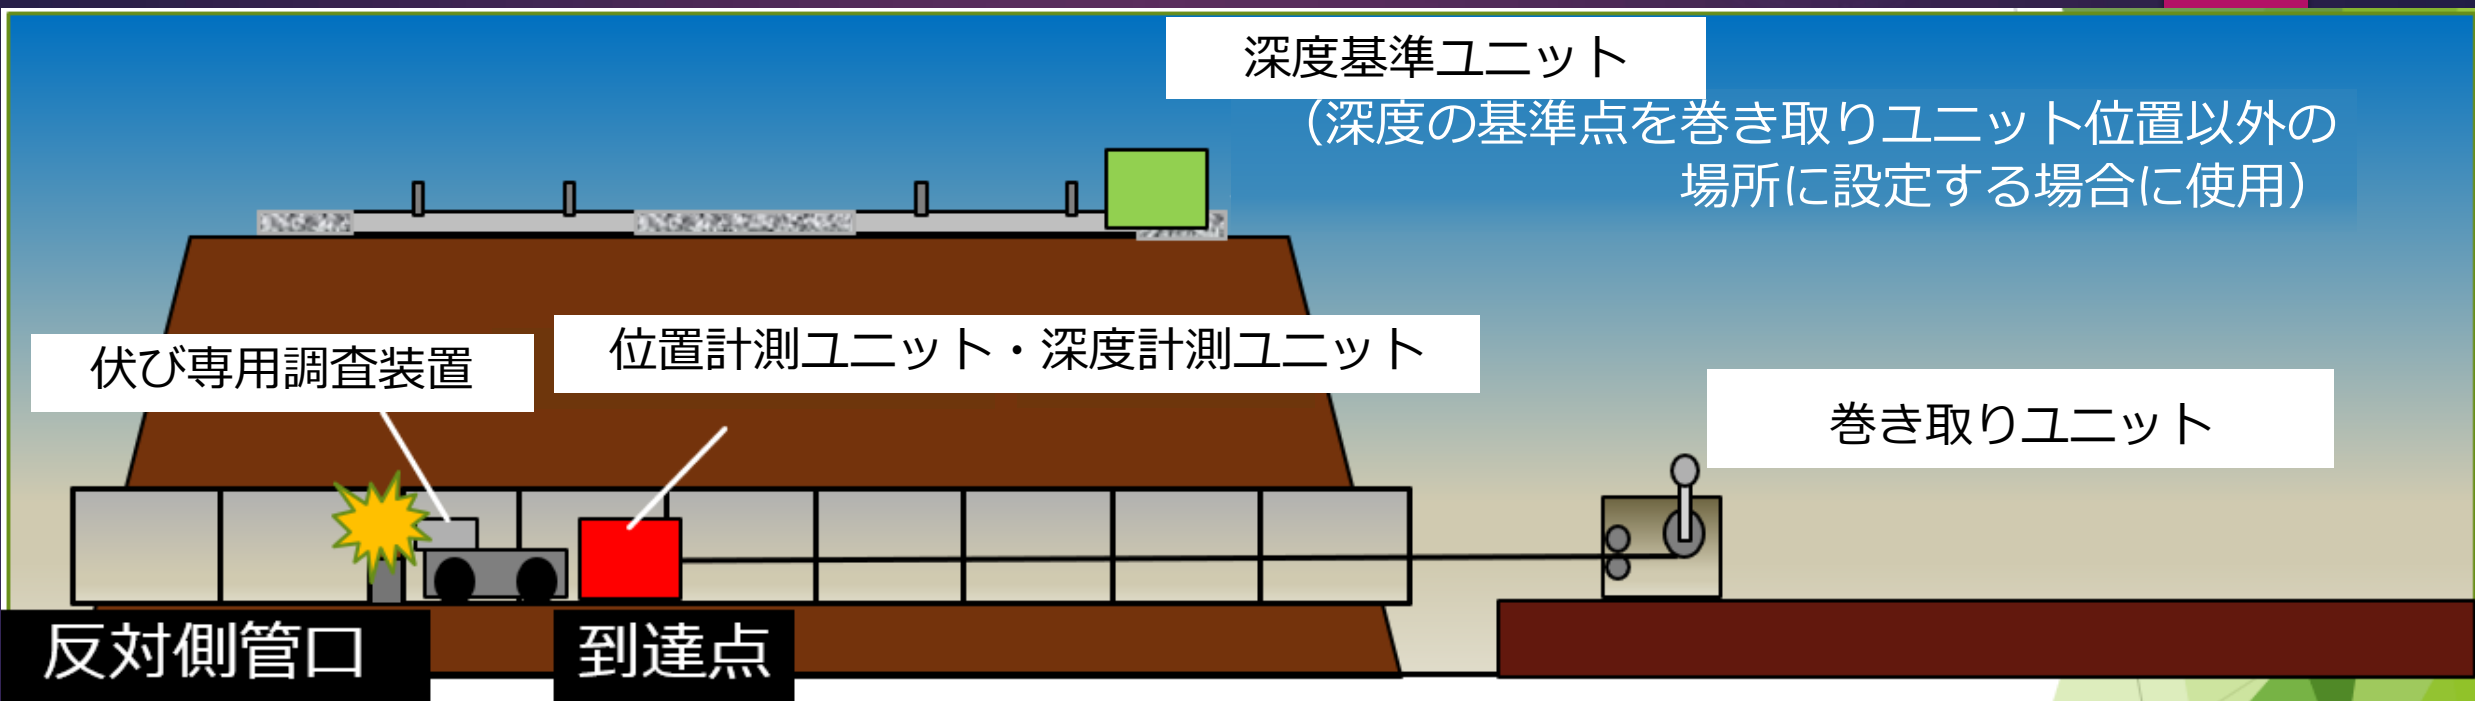 深度基準ユニット
（深度の基準点を巻き取りユニット位置以外の
場所に設定する場合に使用）
位置計測ユニット・深度計測ユニット
伏び専用調査装置
巻き取りユニット
反対側管口
到達点